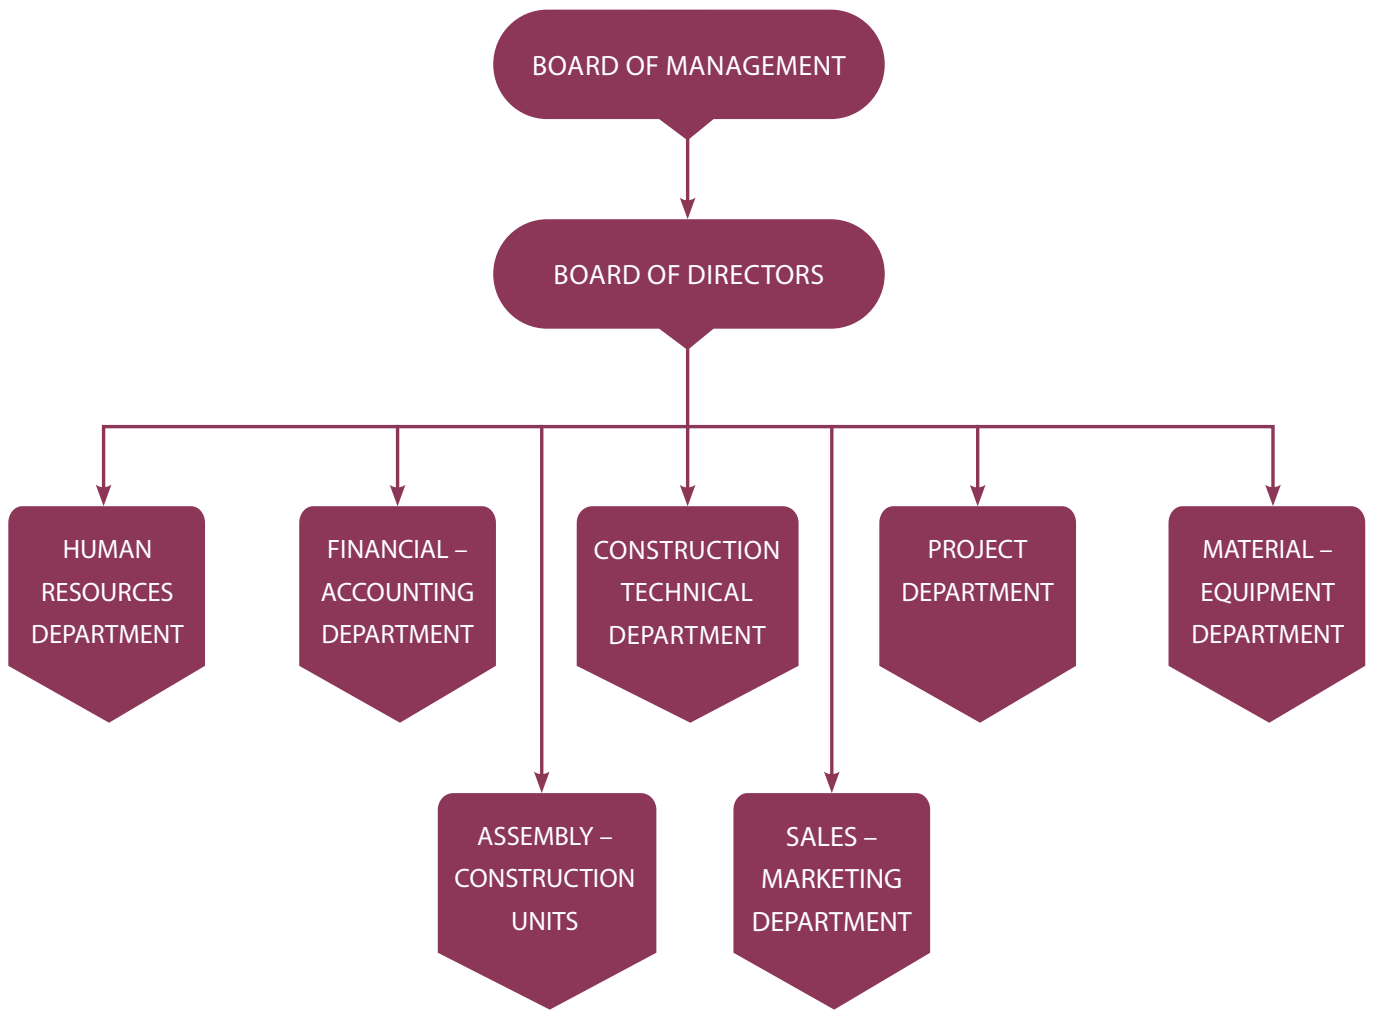 BOARD OF MANAGEMENT
BOARD OF DIRECTORS
HUMAN
RESOURCES
DEPARTMENT
FINANCIAL –
ACCOUNTING
DEPARTMENT
CONSTRUCTION
TECHNICAL
DEPARTMENT
PROJECT
DEPARTMENT
MATERIAL –
EQUIPMENT
DEPARTMENT
ASSEMBLY –
CONSTRUCTION
UNITS
SALES –
MARKETING
DEPARTMENT